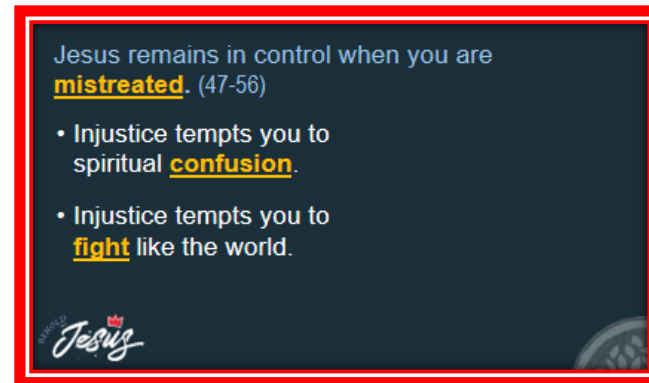 Jesus remains in control when you are
mistreated. (47-56)
• Injustice tempts you to
spiritual confusion.
• Injustice tempts you to
fight like the world.
BEHOLD
Jesus